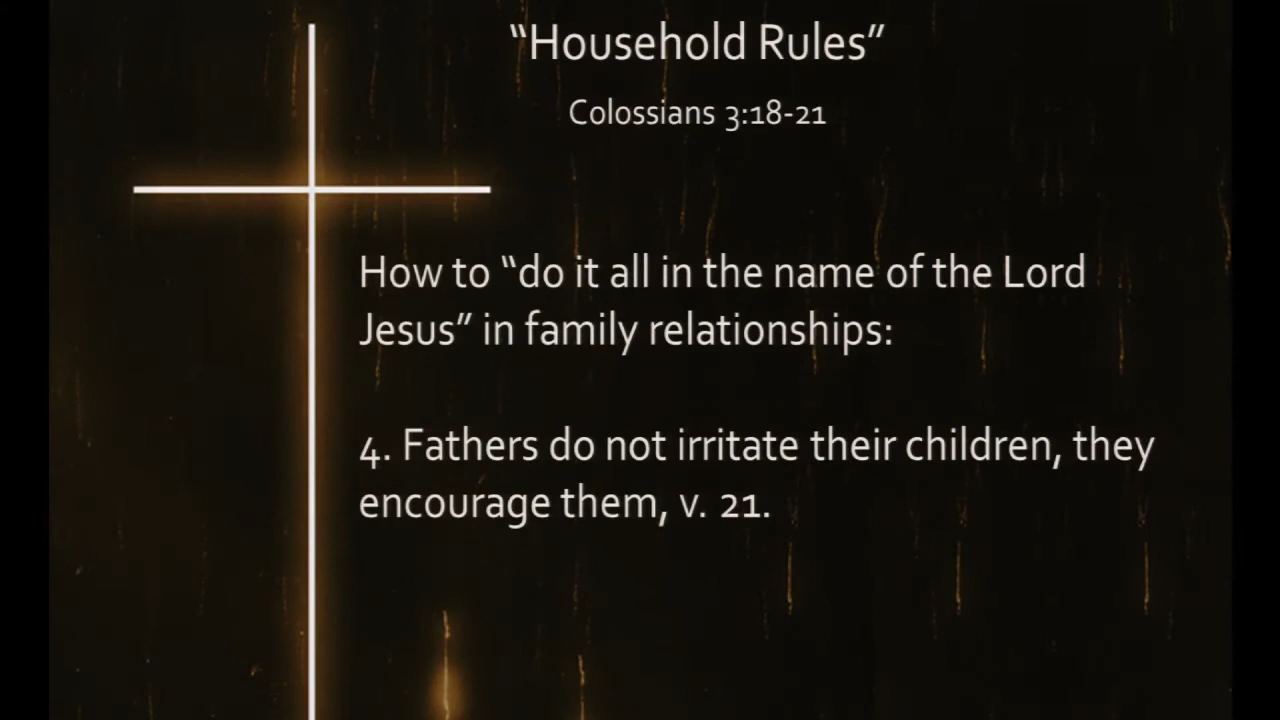 “Household Rules”
Colossians 3:18-21
How to “do it all in the name of the Lord
Jesus” in family relationships:
4. Fathers do not irritate their children, they
encourage them, v. 21.